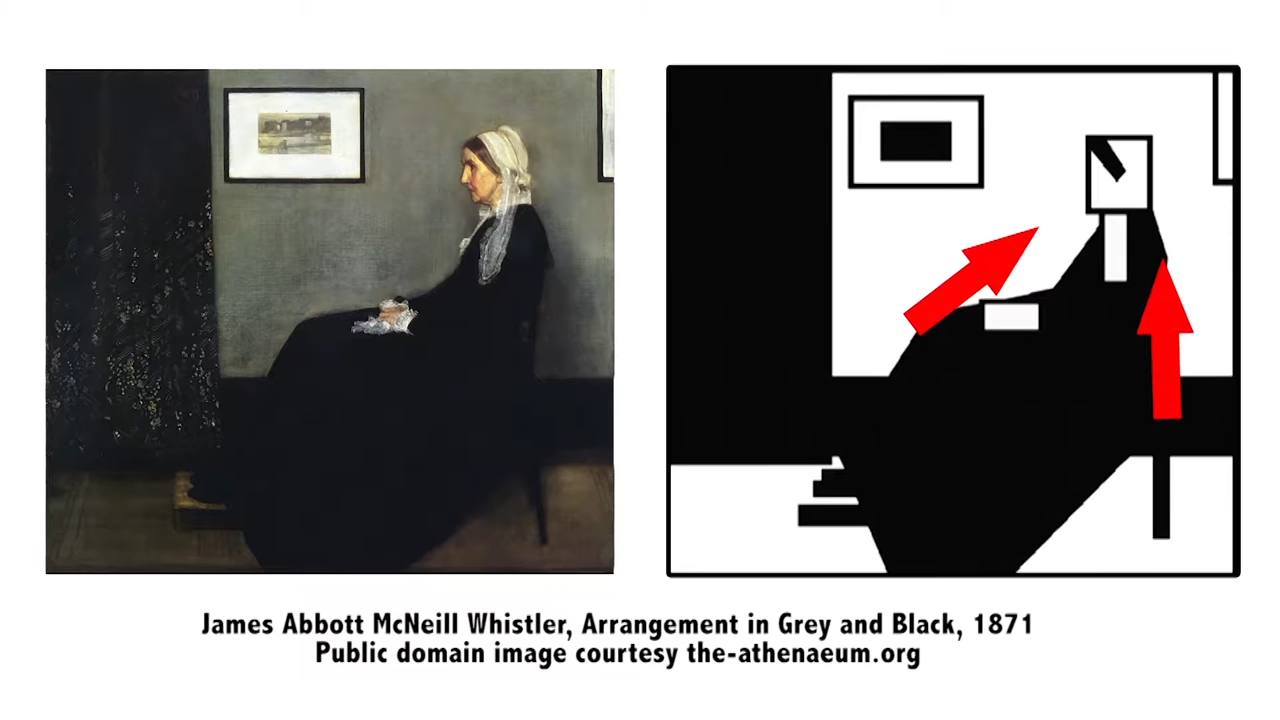 James Abbott McNeill Whistler, Arrangement in Grey and Black, 1871
Public domain image courtesy the-athenaeum.org